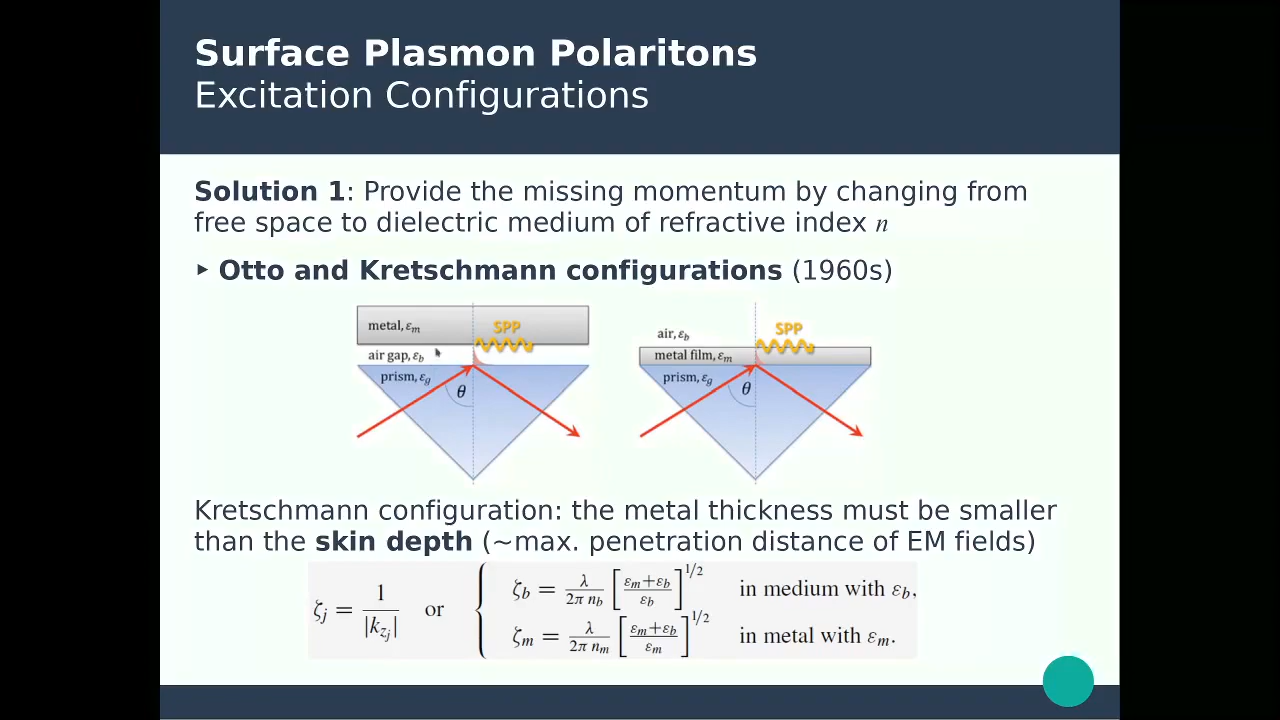 Surface Plasmon Polaritons
Excitation Configurations
Solution 1: Provide the missing momentum by changing from
free space to dielectric medium of refractive index n
▸ Otto and Kretschmann configurations (1960s)
metal, εm
SPP
air gap, εb
prism, εg
θ
air, εb
SPP
metal film, εm
prism, εg
θ
Kretschmann configuration: the metal thickness must be smaller
than the skin depth (~max. penetration distance of EM fields)
ζj = 1/|kzj| or { ζb = λ/(2π nb) [(εm+εb)/εb]^1/2 in medium with εb,
ζm = λ/(2π nm) [(εm+εb)/εm]^1/2 in metal with εm.